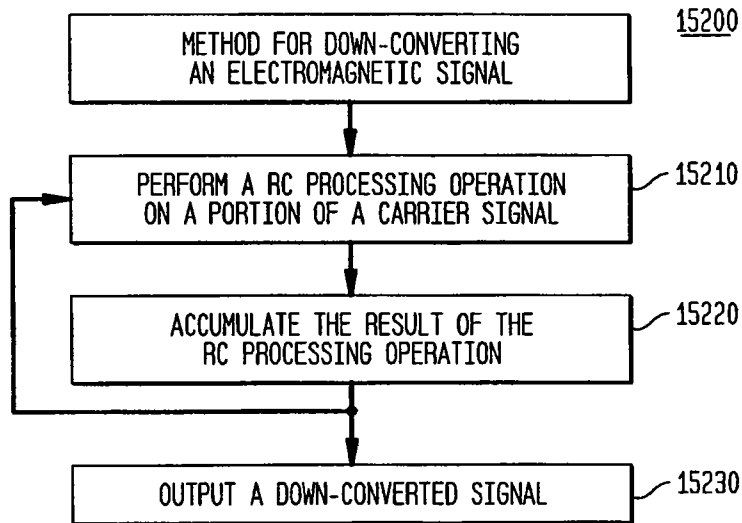 15200
METHOD FOR DOWN-CONVERTING
AN ELECTROMAGNETIC SIGNAL
PERFORM A RC PROCESSING OPERATION
ON A PORTION OF A CARRIER SIGNAL
15210
ACCUMULATE THE RESULT OF THE
RC PROCESSING OPERATION
15220
OUTPUT A DOWN-CONVERTED SIGNAL
15230